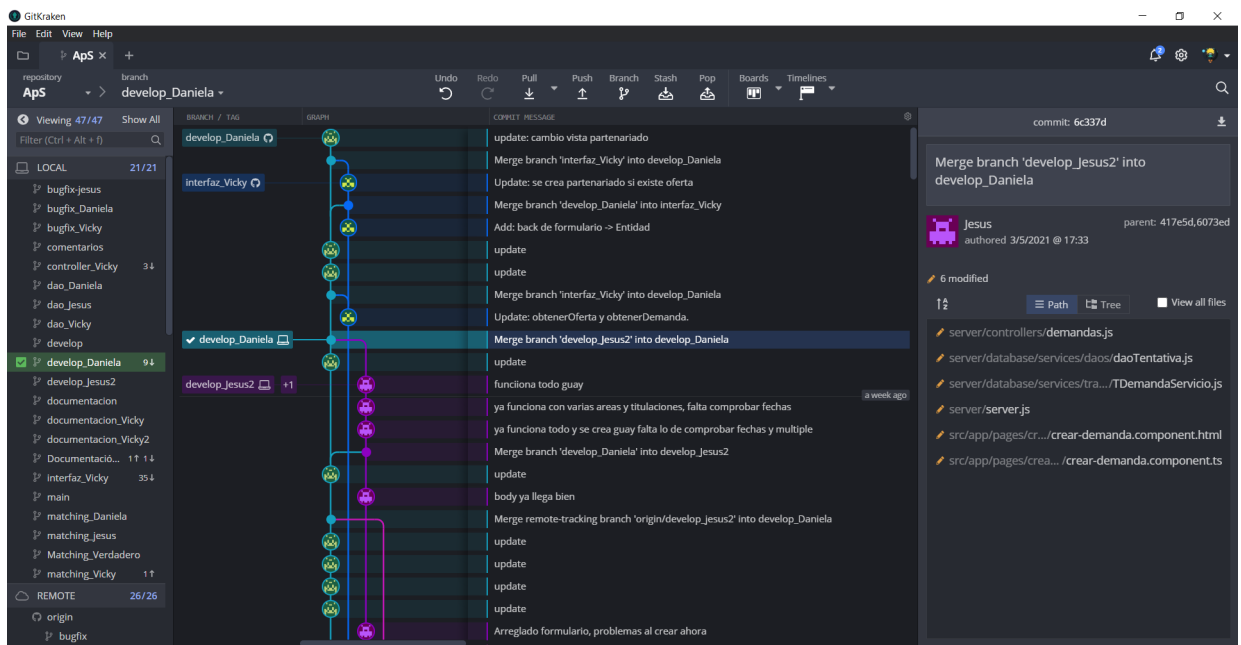 GitKraken
File Edit View Help
ApS
repository
ApS
branch
develop_Daniela
Undo Redo Pull Push Branch Stash Pop Boards Timelines
Viewing 47/47 Show All
Filter (Ctrl + Alt + f)
LOCAL 21/21
bugfix-jesus
bugfix_Daniela
bugfix_Vicky
comentarios
controller_Vicky 3↓
dao_Daniela
dao_Jesus
dao_Vicky
develop
develop_Daniela 9↓
develop_Jesus2
documentacion
documentacion_Vicky
documentacion_Vicky2
Documentació... 1↑ 1↓
interfaz_Vicky 35↓
main
matching_Daniela
matching_jesus
Matching_Verdadero
matching_Vicky 1↑
REMOTE 26/26
origin
bugfix
BRANCH / TAG GRAPH COMMIT MESSAGE
develop_Daniela update: cambio vista partenariado
Merge branch 'interfaz_Vicky' into develop_Daniela
interfaz_Vicky Update: se crea partenariado si existe oferta
Merge branch 'develop_Daniela' into interfaz_Vicky
Add: back de formulario -> Entidad
update
update
Merge branch 'interfaz_Vicky' into develop_Daniela
Update: obtenerOferta y obtenerDemanda.
develop_Daniela Merge branch 'develop_Jesus2' into develop_Daniela
update
develop_Jesus2 +1 funciiona todo guay
a week ago
ya funciona con varias areas y titulaciones, falta comprobar fechas
ya funciona todo y se crea guay falta lo de comprobar fechas y multiple
Merge branch 'develop_Daniela' into develop_Jesus2
update
body ya llega bien
Merge remote-tracking branch 'origin/develop_jesus2' into develop_Daniela
update
update
update
update
Arreglado formulario, problemas al crear ahora
commit: 6c337d
Merge branch 'develop_Jesus2' into
develop_Daniela
Jesus
authored 3/5/2021 @ 17:33
parent: 417e5d,6073ed
6 modified
Path Tree View all files
server/controllers/demandas.js
server/database/services/daos/daoTentativa.js
server/database/services/tra.../TDemandaServicio.js
server/server.js
src/app/pages/cr.../crear-demanda.component.html
src/app/pages/crea... /crear-demanda.component.ts